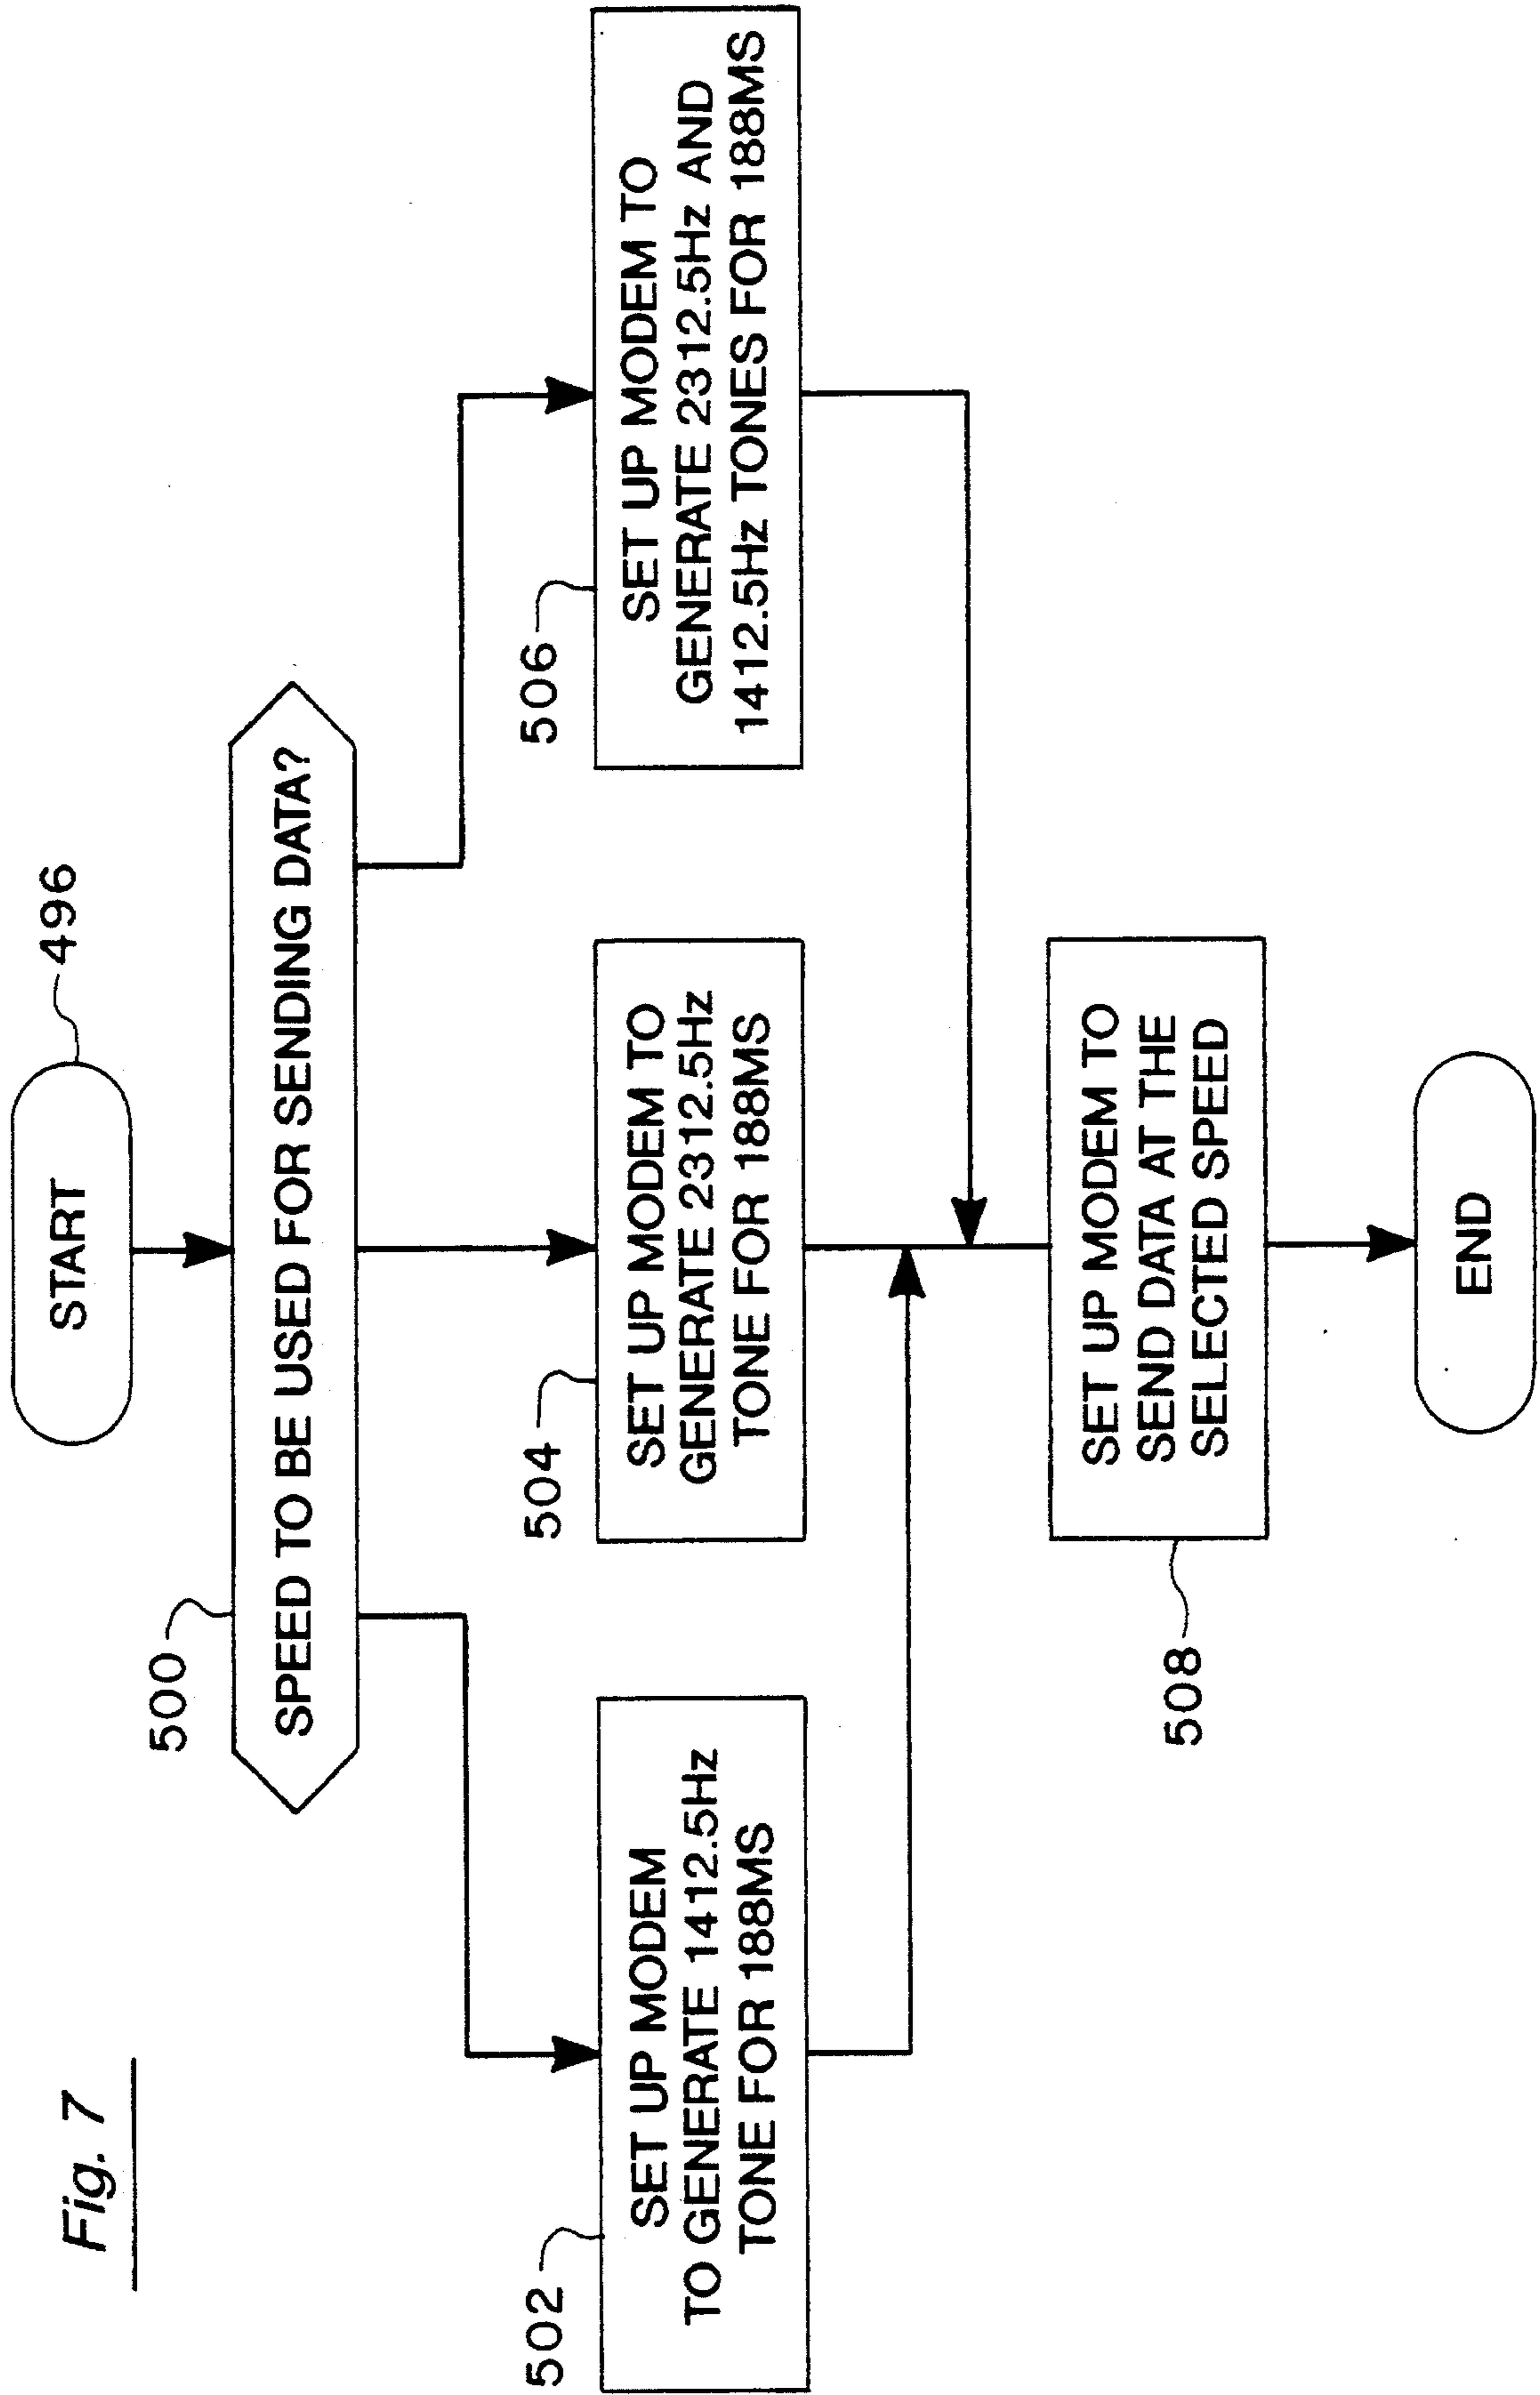 Fig. 7
START
496
500
SPEED TO BE USED FOR SENDING DATA?
502
SET UP MODEM
TO GENERATE 1412.5Hz
TONE FOR 188MS
504
SET UP MODEM TO
GENERATE 2312.5Hz
TONE FOR 188MS
506
SET UP MODEM TO
GENERATE 2312.5Hz AND
1412.5Hz TONES FOR 188MS
508
SET UP MODEM TO
SEND DATA AT THE
SELECTED SPEED
END